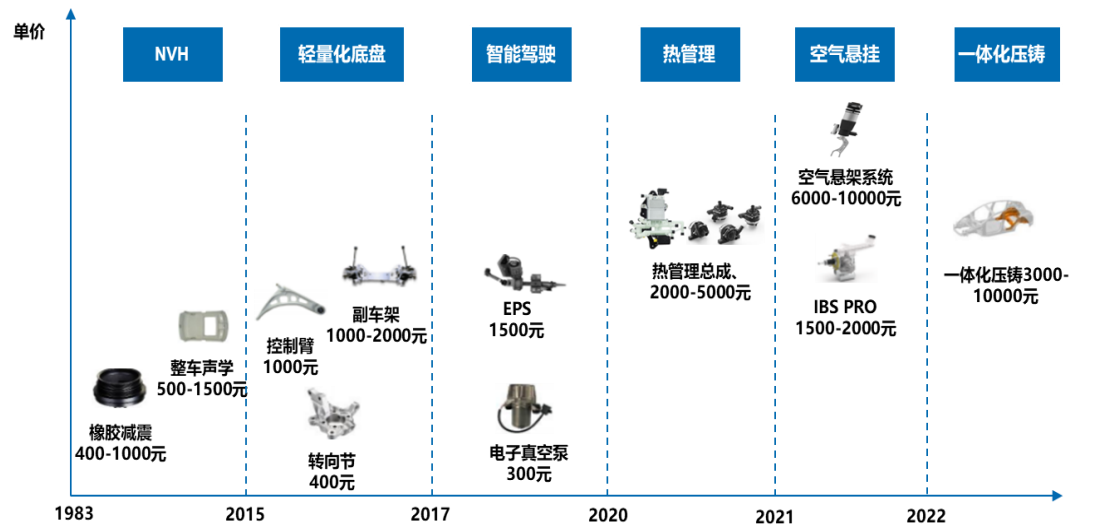 单价
NVH
轻量化底盘
智能驾驶
热管理
空气悬挂
一体化压铸
橡胶减震
400-1000元
整车声学
500-1500元
控制臂
1000元
副车架
1000-2000元
转向节
400元
EPS
1500元
电子真空泵
300元
热管理总成、
2000-5000元
空气悬架系统
6000-10000元
IBS PRO
1500-2000元
一体化压铸3000-
10000元
1983
2015
2017
2020
2021
2022